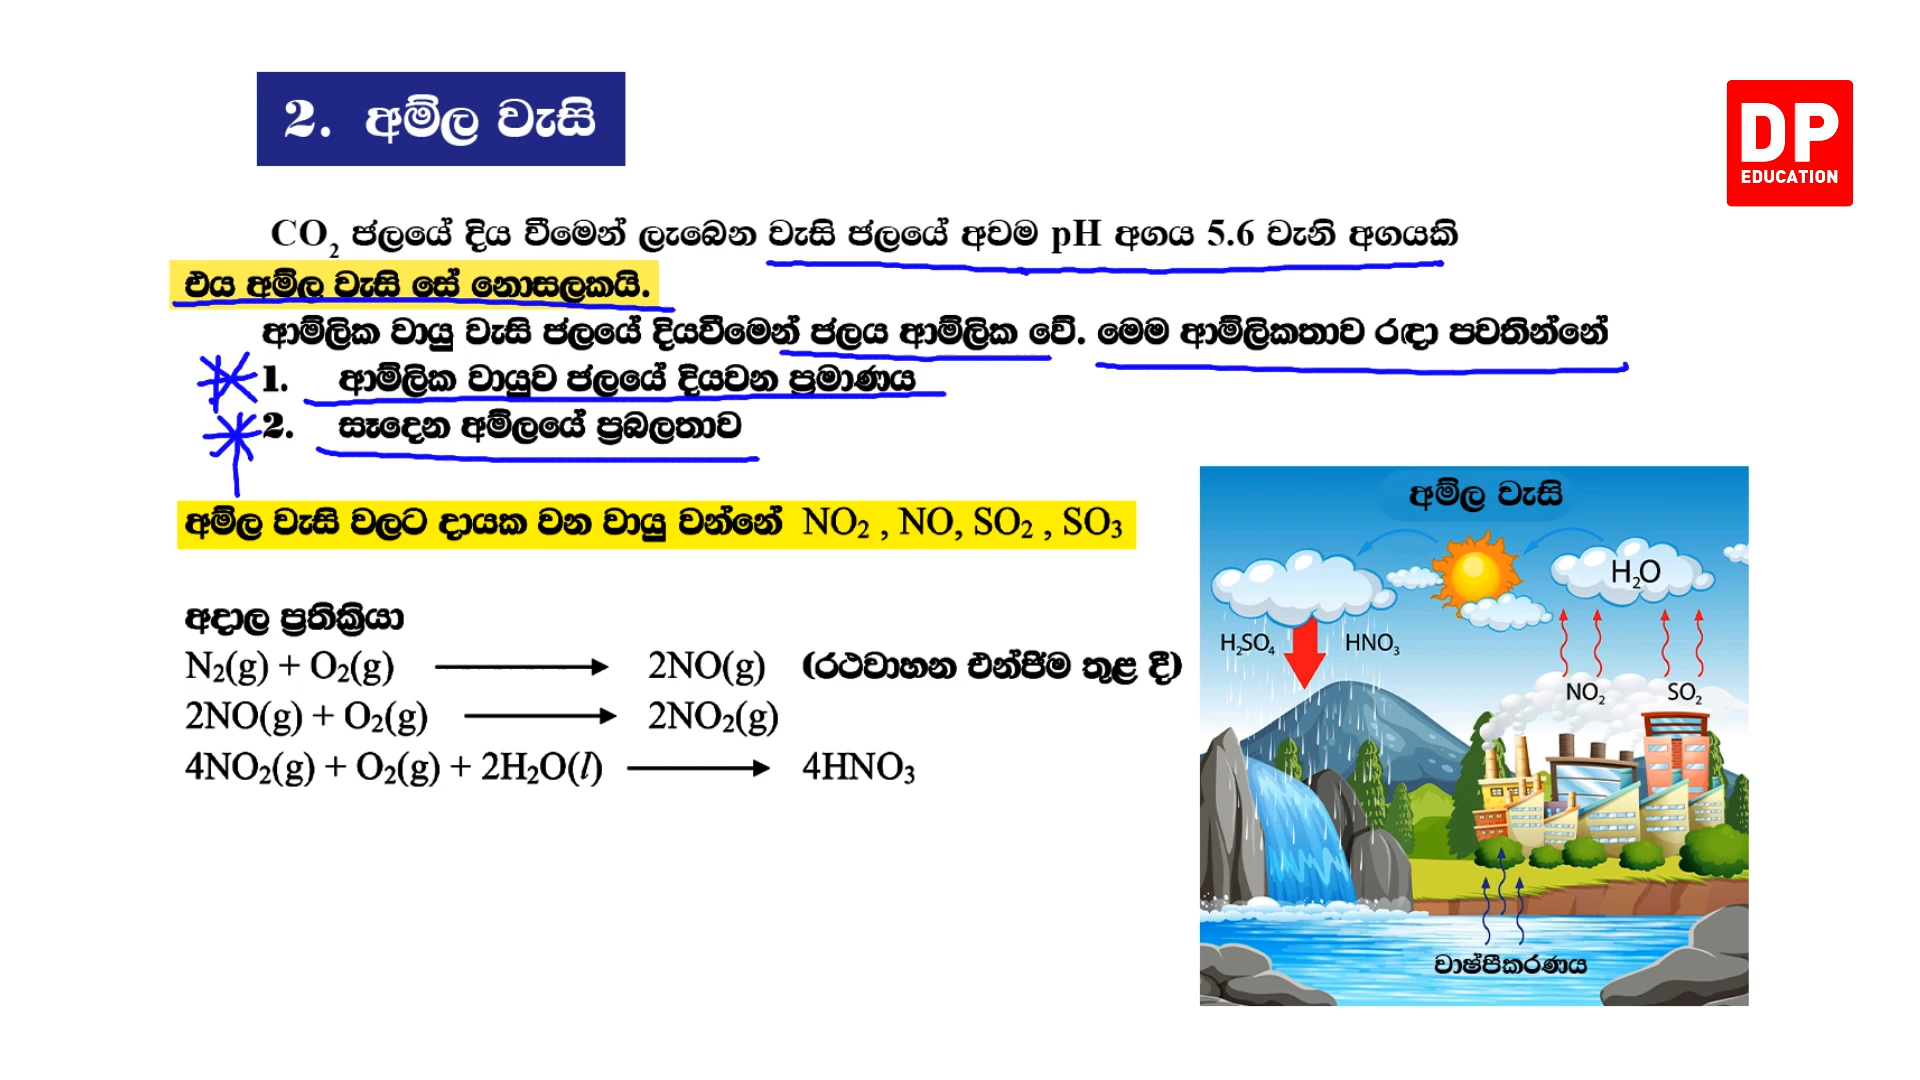 2. අම්ල වැසි
DP
EDUCATION
CO₂ ජලයේ දිය වීමෙන් ලැබෙන වැසි ජලයේ අවම pH අගය 5.6 වැනි අගයකි
එය අම්ල වැසි සේ නොසලකයි.
ආම්ලික වායු වැසි ජලයේ දියවීමෙන් ජලය ආම්ලික වේ. මෙම ආම්ලිකතාව රඳා පවතින්නේ
1. ආම්ලික වායුව ජලයේ දියවන ප්‍රමාණය
2. සෑදෙන අම්ලයේ ප්‍රබලතාව
අම්ල වැසි වලට දායක වන වායු වන්නේ NO₂ , NO, SO₂ , SO₃
අදාල ප්‍රතික්‍රියා
N₂(g) + O₂(g) ⟶ 2NO(g) (රථවාහන එන්ජිම තුළ දී)
2NO(g) + O₂(g) ⟶ 2NO₂(g)
4NO₂(g) + O₂(g) + 2H₂O(l) ⟶ 4HNO₃
අම්ල වැසි
H₂O
H₂SO₄ HNO₃
NO₂ SO₂
වාෂ්පීකරණය